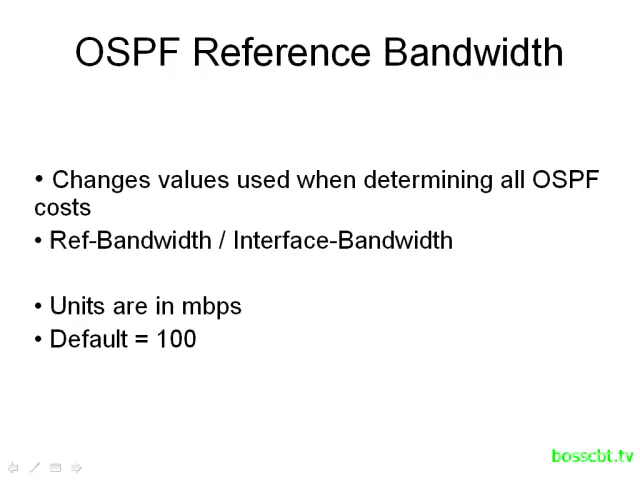 OSPF Reference Bandwidth
• Changes values used when determining all OSPF
costs
• Ref-Bandwidth / Interface-Bandwidth
• Units are in mbps
• Default = 100
bosscbt.tv